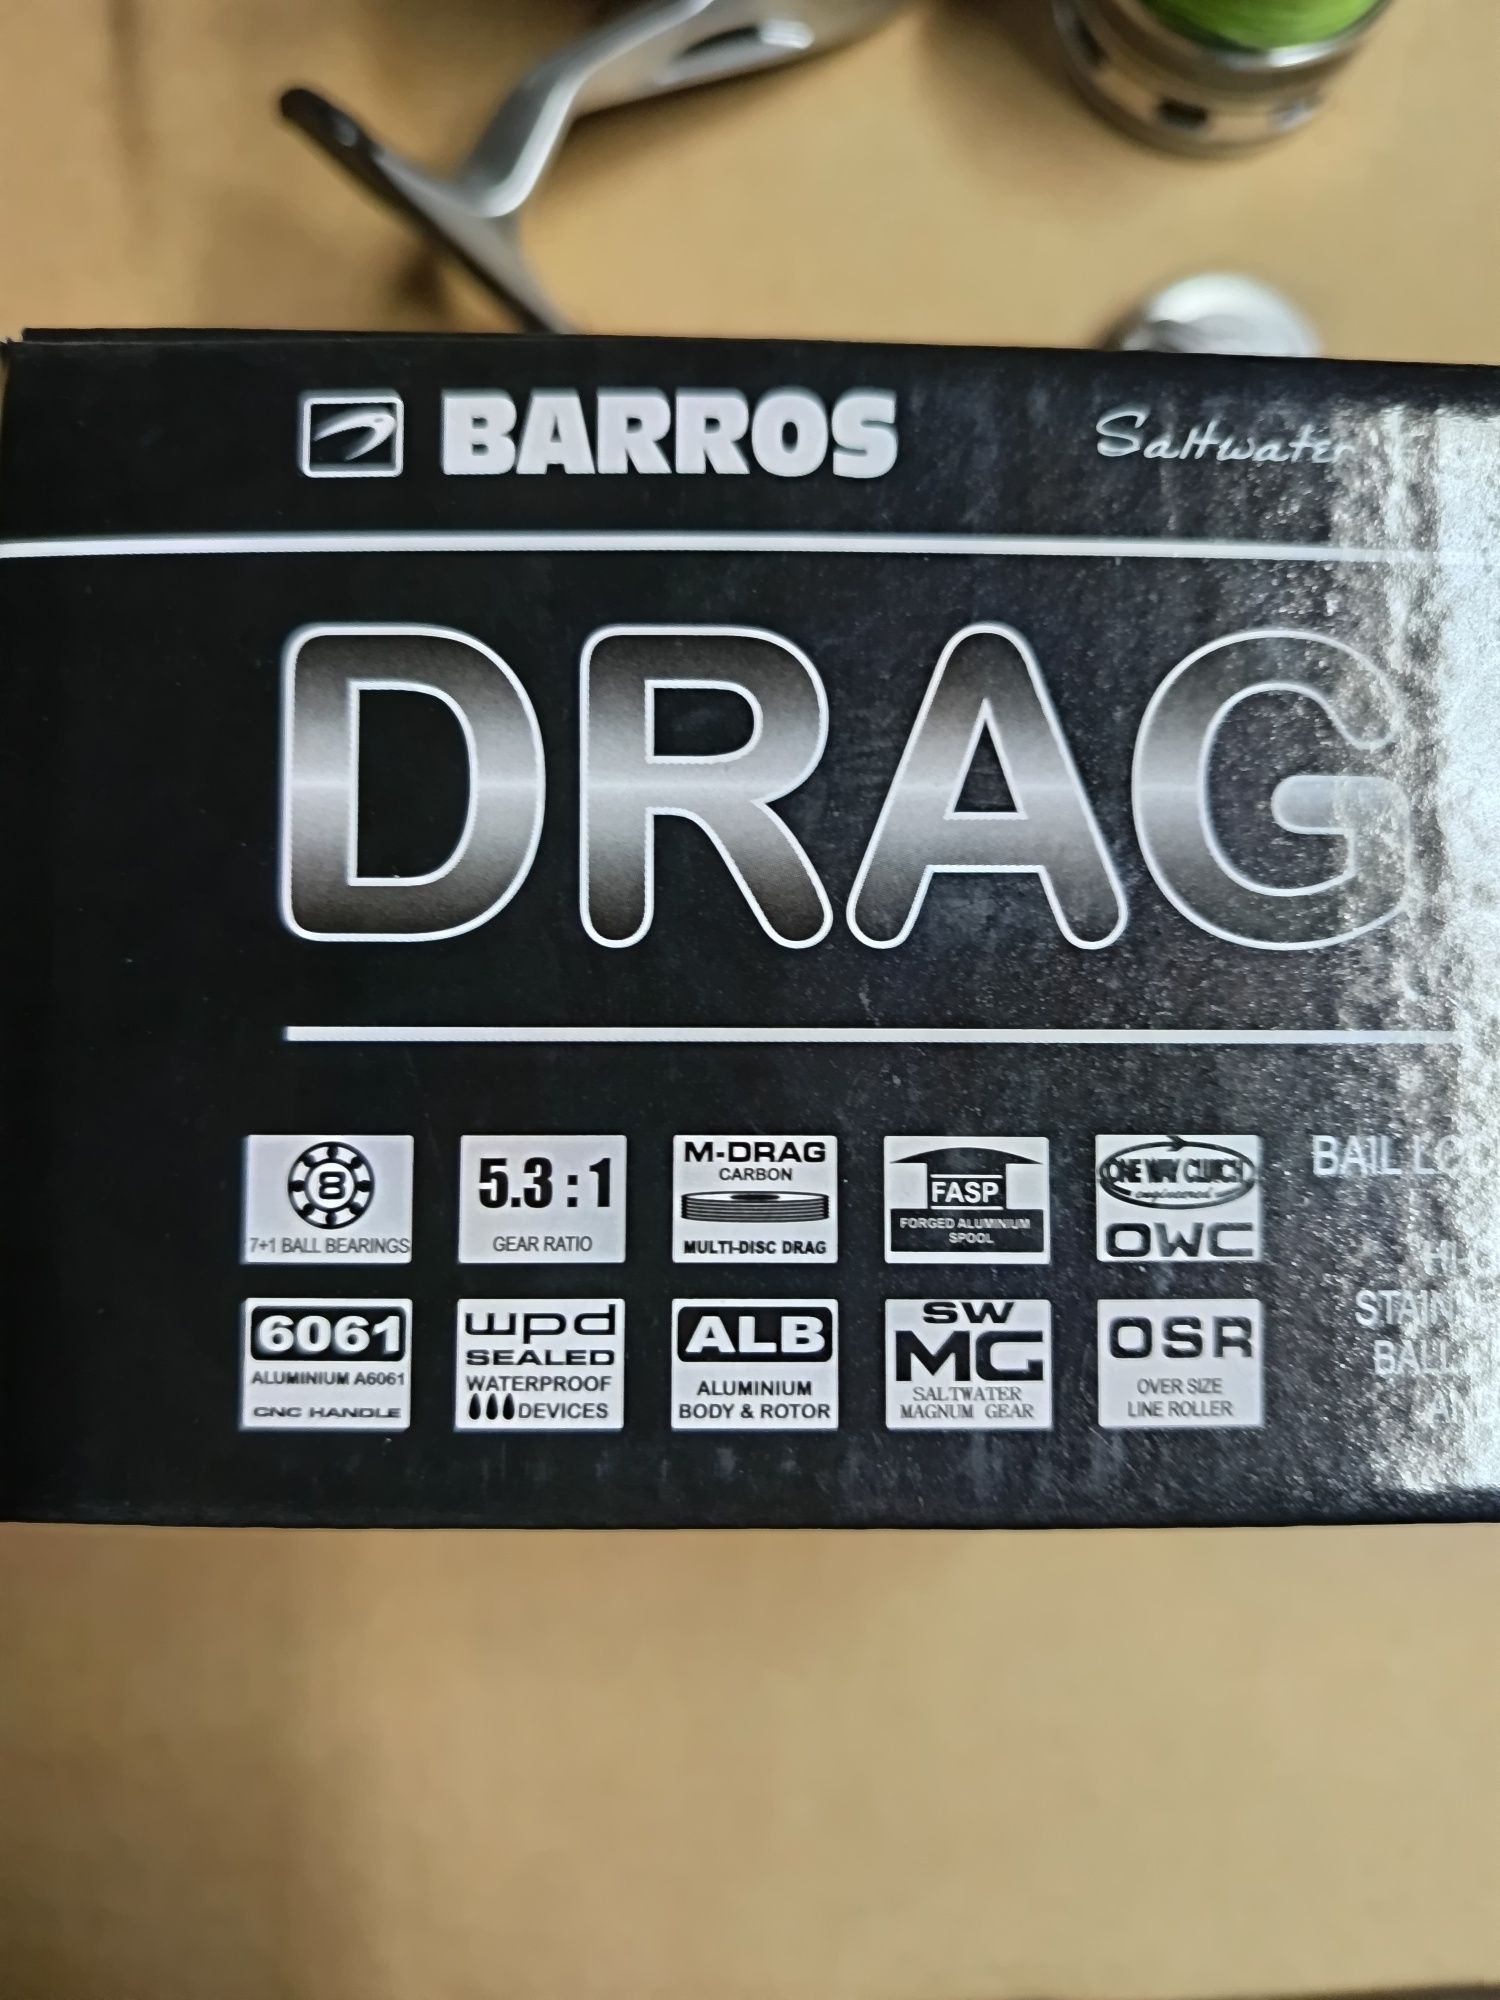 BARROS
Saltwater
DRAG
8
7+1 BALL BEARINGS
5.3:1
GEAR RATIO
M-DRAG
CARBON
MULTI-DISC DRAG
FASP
FORGED ALUMINIUM
SPOOL
ONE WAY CLUTCH
engineered
OWC
BAIL
6061
ALUMINIUM A6061
CNC HANDLE
wpd
SEALED
WATERPROOF
DEVICES
ALB
ALUMINIUM
BODY & ROTOR
SW
MG
SALTWATER
MAGNUM GEAR
OSR
OVER SIZE
LINE ROLLER